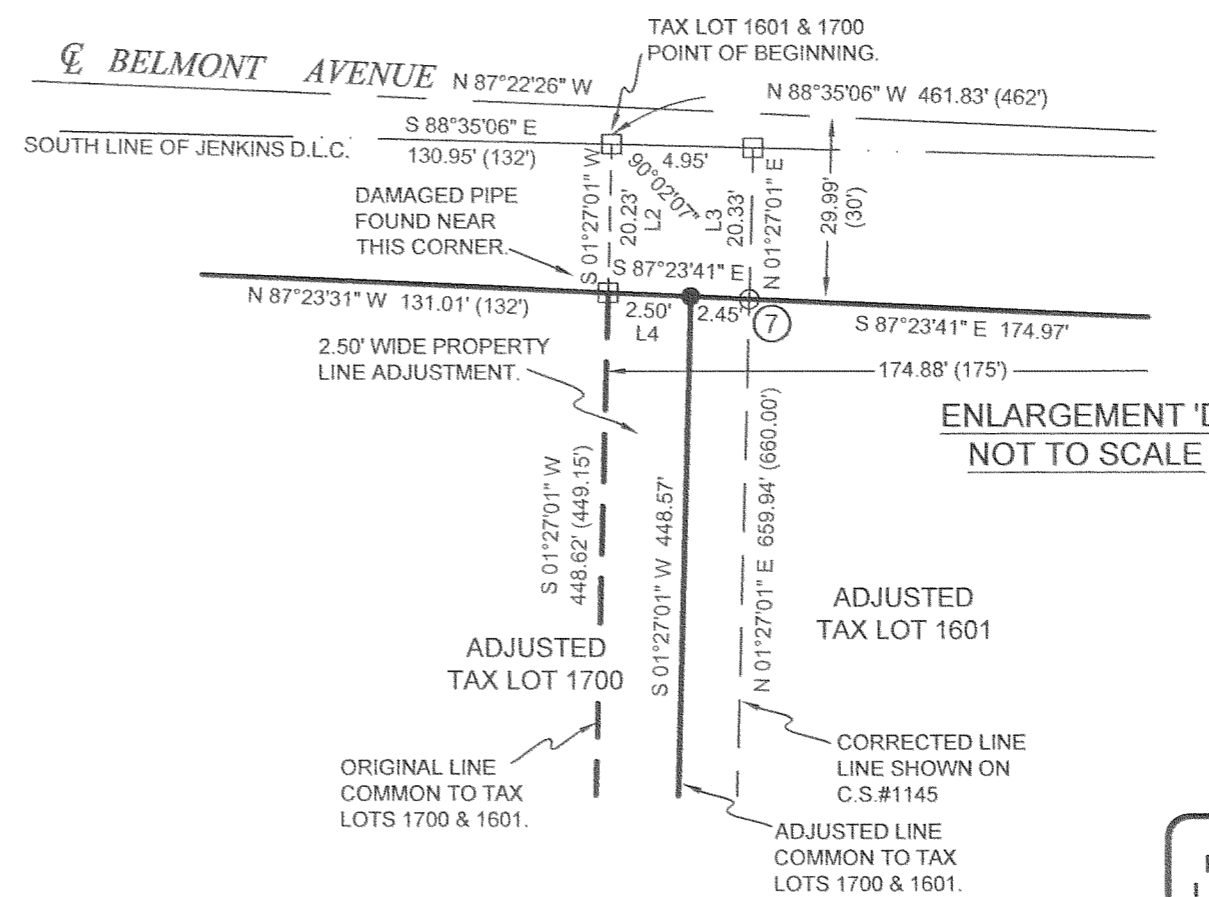 TAX LOT 1601 & 1700
POINT OF BEGINNING.
℄ BELMONT AVENUE
N 87°22'26" W
N 88°35'06" W 461.83' (462')
S 88°35'06" E
SOUTH LINE OF JENKINS D.L.C.
130.95' (132')
4.95'
90°02'07"
S 01°27'01" W
20.23'
L2
L3
20.33'
N 01°27'01" E
29.99'
(30')
DAMAGED PIPE
FOUND NEAR
THIS CORNER.
S 87°23'41" E
N 87°23'31" W 131.01' (132')
2.50'
L4
2.45'
7
S 87°23'41" E 174.97'
2.50' WIDE PROPERTY
LINE ADJUSTMENT.
174.88' (175')
ENLARGEMENT 'D
NOT TO SCALE
S 01°27'01" W
448.62' (449.15')
S 01°27'01" W 448.57'
N 01°27'01" E 659.94' (660.00')
ADJUSTED
TAX LOT 1601
ADJUSTED
TAX LOT 1700
ORIGINAL LINE
COMMON TO TAX
LOTS 1700 & 1601.
CORRECTED LINE
LINE SHOWN ON
C.S.#1145
ADJUSTED LINE
COMMON TO TAX
LOTS 1700 & 1601.